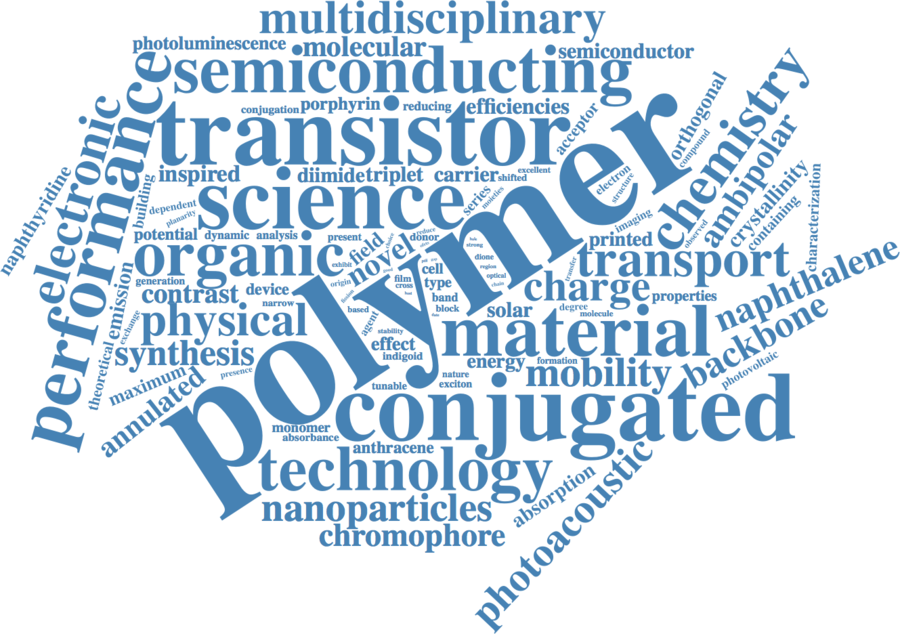 multidisciplinary
photoluminescence
molecular
semiconductor
semiconducting
performance
electronic
naphthyridine
conjugation
porphyrin
reducing
efficiencies
acceptor
orthogonal
compound
chemistry
ambipolar
transistor
inspired
diimide
triplet
carrier
shifted
excellent
building
dependent
planarity
science
series
moieties
electron
structure
imaging
observed
crystallinity
containing
characterization
potential
dynamic
analysis
present
reduce
donor
strong
printed
organic
exhibit
field
novel
origin
polymer
dione
region
optical
chain
transfer
transport
generation
contrast
device
narrow
film
cross
cell
type
band
block
based
agent
charge
properties
solar
degree
molecule
naphthalene
backbone
photovoltaic
emission
exchange
theoretical
physical
stability
effect
indigoid
material
synthesis
presence
maximum
annulated
energy
formation
nature
exciton
tunable
mobility
conjugated
monomer
absorbance
anthracene
technology
absorption
photoacoustic
nanoparticles
chromophore